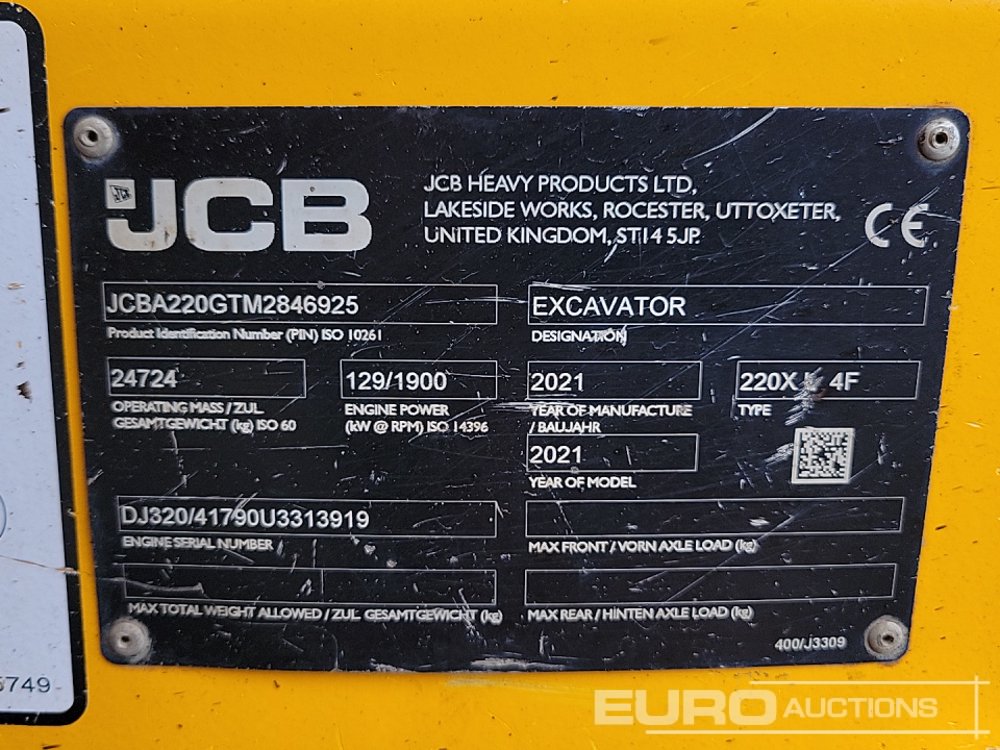 JCB
JCB HEAVY PRODUCTS LTD,
LAKESIDE WORKS, ROCESTER, UTTOXETER,
UNITED KINGDOM, ST14 5JP.
CE
JCBA220GTM2846925
Product Identification Number (PIN) ISO 10261
EXCAVATOR
DESIGNATION
24724
OPERATING MASS / ZUL.
GESAMTGEWICHT (kg) ISO 60
129/1900
ENGINE POWER
(kW @ RPM) ISO 14396
2021
YEAR OF MANUFACTURE
/ BAUJAHR
220X 4F
TYPE
2021
YEAR OF MODEL
DJ320/41790U3313919
ENGINE SERIAL NUMBER
MAX FRONT / VORN AXLE LOAD (kg)
MAX TOTAL WEIGHT ALLOWED / ZUL. GESAMTGEWICHT (kg)
MAX REAR / HINTEN AXLE LOAD (kg)
400/J3309
5749
EURO AUCTIONS